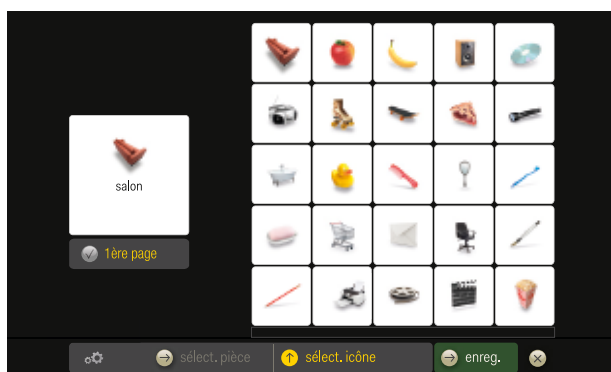 salon
1ère page
sélect. pièce
sélect. icône
enreg.